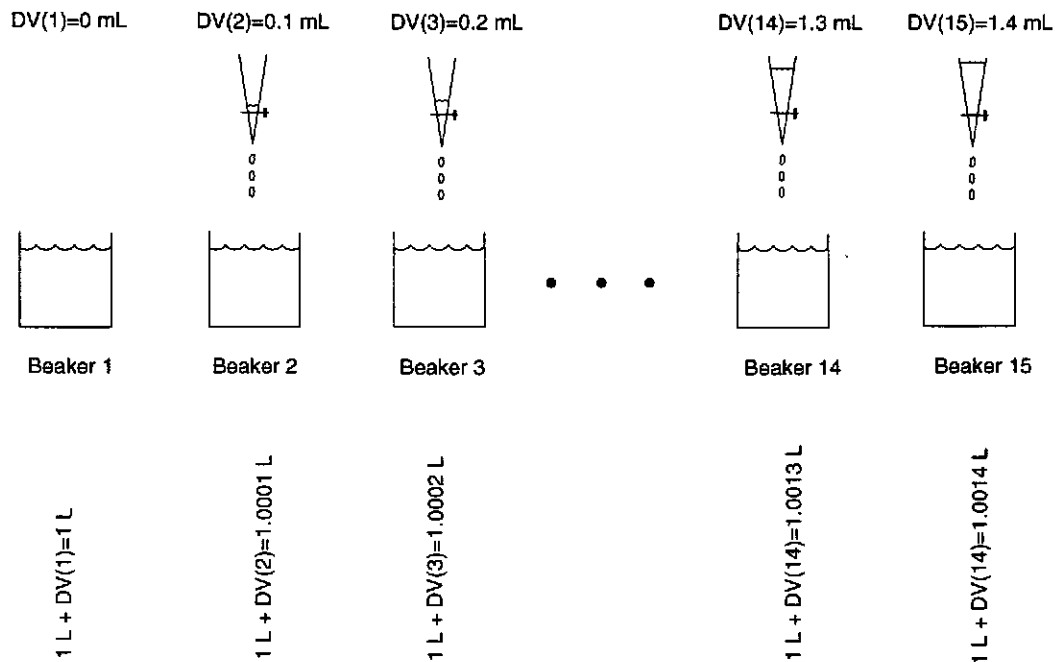 DV(1)=0 mL
DV(2)=0.1 mL
DV(3)=0.2 mL
DV(14)=1.3 mL
DV(15)=1.4 mL
Beaker 1
Beaker 2
Beaker 3
Beaker 14
Beaker 15
1 L + DV(1)=1 L
1 L + DV(2)=1.0001 L
1 L + DV(3)=1.0002 L
1 L + DV(14)=1.0013 L
1 L + DV(14)=1.0014 L